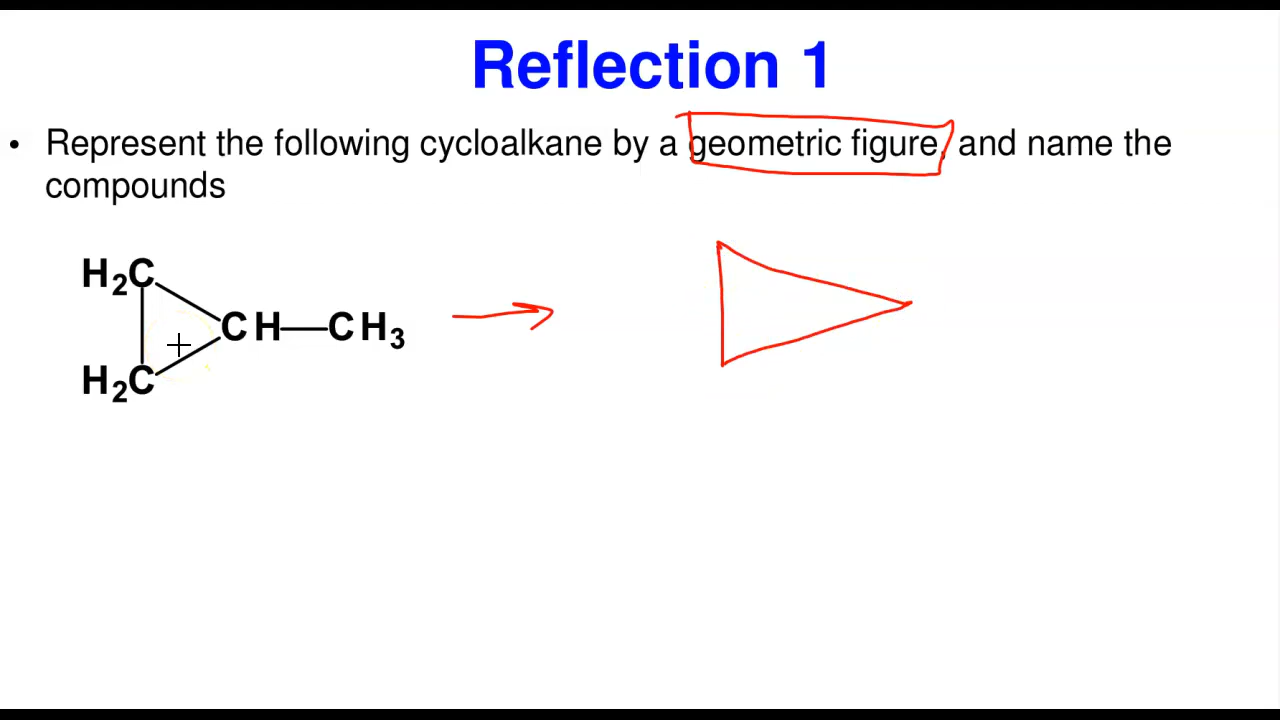 Reflection 1
• Represent the following cycloalkane by a geometric figure, and name the
compounds
H₂C
CH—CH₃
H₂C